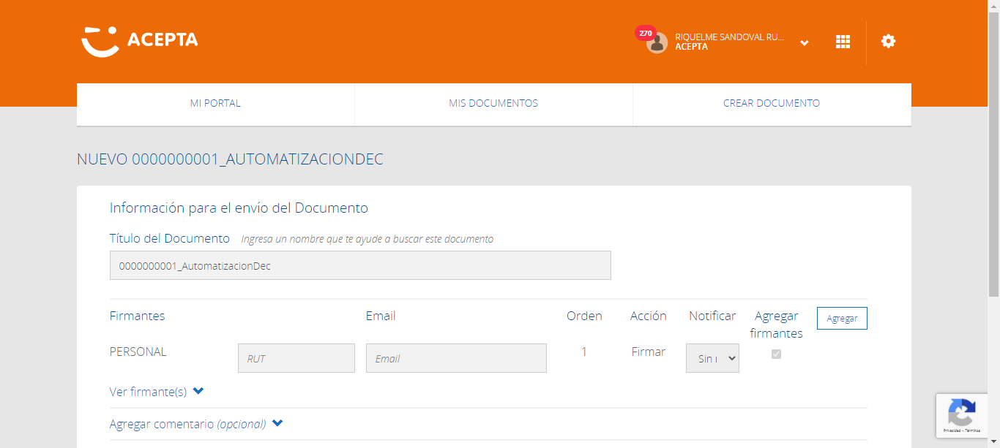 ACEPTA
270
RIQUELME SANDOVAL RU...
ACEPTA
MI PORTAL
MIS DOCUMENTOS
CREAR DOCUMENTO
NUEVO 0000000001_AUTOMATIZACIONDEC
Información para el envío del Documento
Título del Documento Ingresa un nombre que te ayude a buscar este documento
0000000001_AutomatizacionDec
Firmantes Email Orden Acción Notificar Agregar firmantes Agregar
PERSONAL RUT Email 1 Firmar Sin
Ver firmante(s)
Agregar comentario (opcional)
Privacidad - Términos